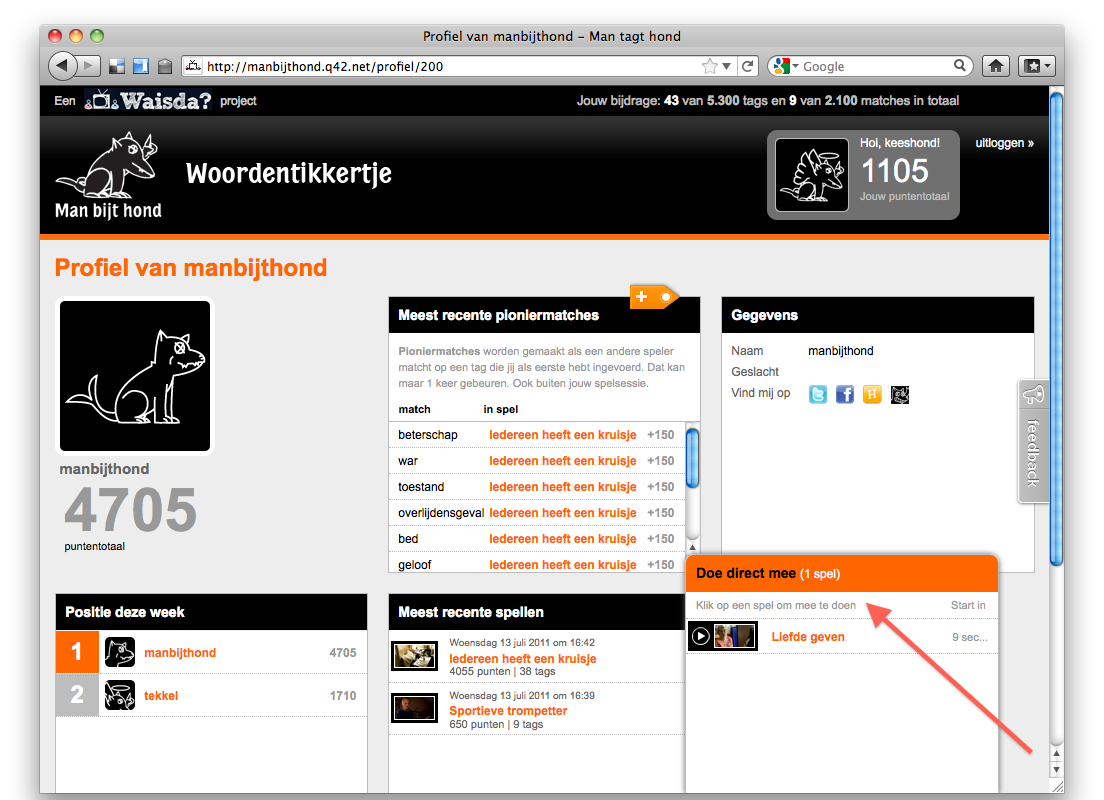 Profiel van manbijthond – Man tagt hond
http://manbijthond.q42.net/profiel/200
Google
Een &Waisda? project
Jouw bijdrage: 43 van 5.300 tags en 9 van 2.100 matches in totaal
Man bijt hond
Woordentikkertje
Hoi, keeshond!
1105
Jouw puntentotaal
uitloggen »
Profiel van manbijthond
manbijthond
4705
puntentotaal
Meest recente pioniermatches
Pioniermatches worden gemaakt als een andere speler
matcht op een tag die jij als eerste hebt ingevoerd. Dat kan
maar 1 keer gebeuren. Ook buiten jouw spelsessie.
match in spel
beterschap Iedereen heeft een kruisje +150
war Iedereen heeft een kruisje +150
toestand Iedereen heeft een kruisje +150
overlijdensgeval Iedereen heeft een kruisje +150
bed Iedereen heeft een kruisje +150
geloof Iedereen heeft een kruisje +150
Gegevens
Naam manbijthond
Geslacht
Vind mij op
feedback
Positie deze week
1 manbijthond 4705
2 tekkel 1710
Meest recente spellen
Woensdag 13 juli 2011 om 16:42
Iedereen heeft een kruisje
4055 punten | 38 tags
Woensdag 13 juli 2011 om 16:39
Sportieve trompetter
650 punten | 9 tags
Doe direct mee (1 spel)
Klik op een spel om mee te doen Start in
Liefde geven 9 sec...